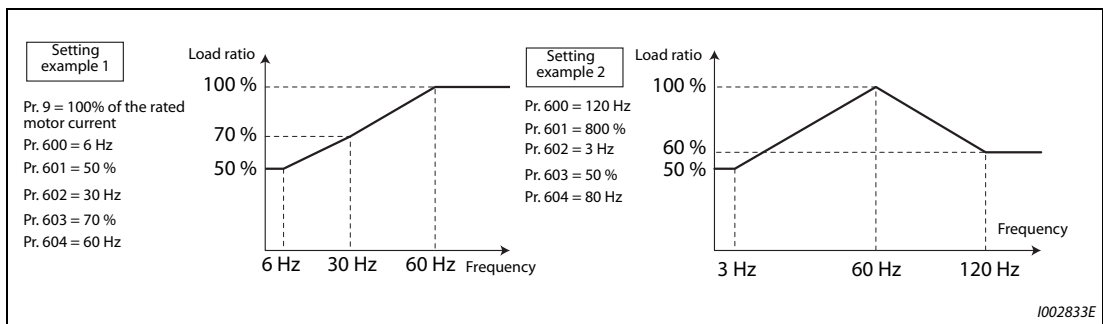 Setting
example 1
Pr. 9 = 100% of the rated
motor current
Pr. 600 = 6 Hz
Pr. 601 = 50 %
Pr. 602 = 30 Hz
Pr. 603 = 70 %
Pr. 604 = 60 Hz
Load ratio
100 %
70 %
50 %
6 Hz 30 Hz 60 Hz Frequency
Setting
example 2
Pr. 600 = 120 Hz
Pr. 601 = 800 %
Pr. 602 = 3 Hz
Pr. 603 = 50 %
Pr. 604 = 80 Hz
Load ratio
100 %
60 %
50 %
Frequency
3 Hz 60 Hz 120 Hz
I002833E